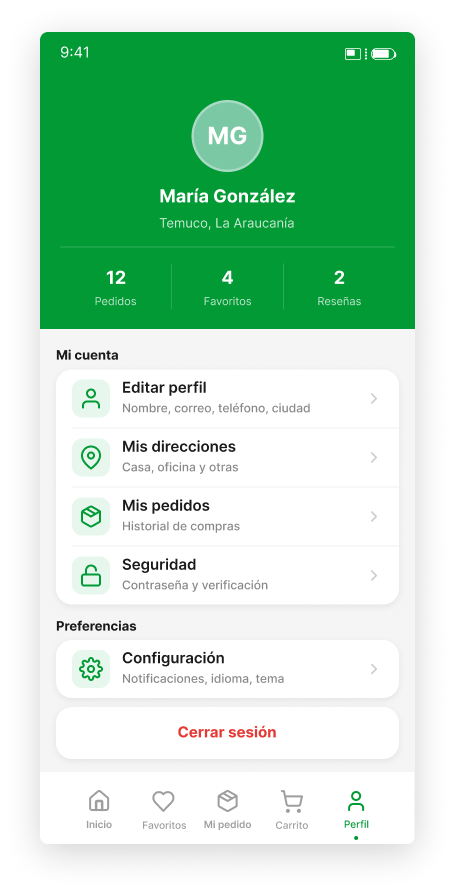 9:41
MG
María González
Temuco, La Araucanía
12 4 2
Pedidos Favoritos Reseñas
Mi cuenta
Editar perfil
Nombre, correo, teléfono, ciudad
Mis direcciones
Casa, oficina y otras
Mis pedidos
Historial de compras
Seguridad
Contraseña y verificación
Preferencias
Configuración
Notificaciones, idioma, tema
Cerrar sesión
Inicio Favoritos Mi pedido Carrito Perfil